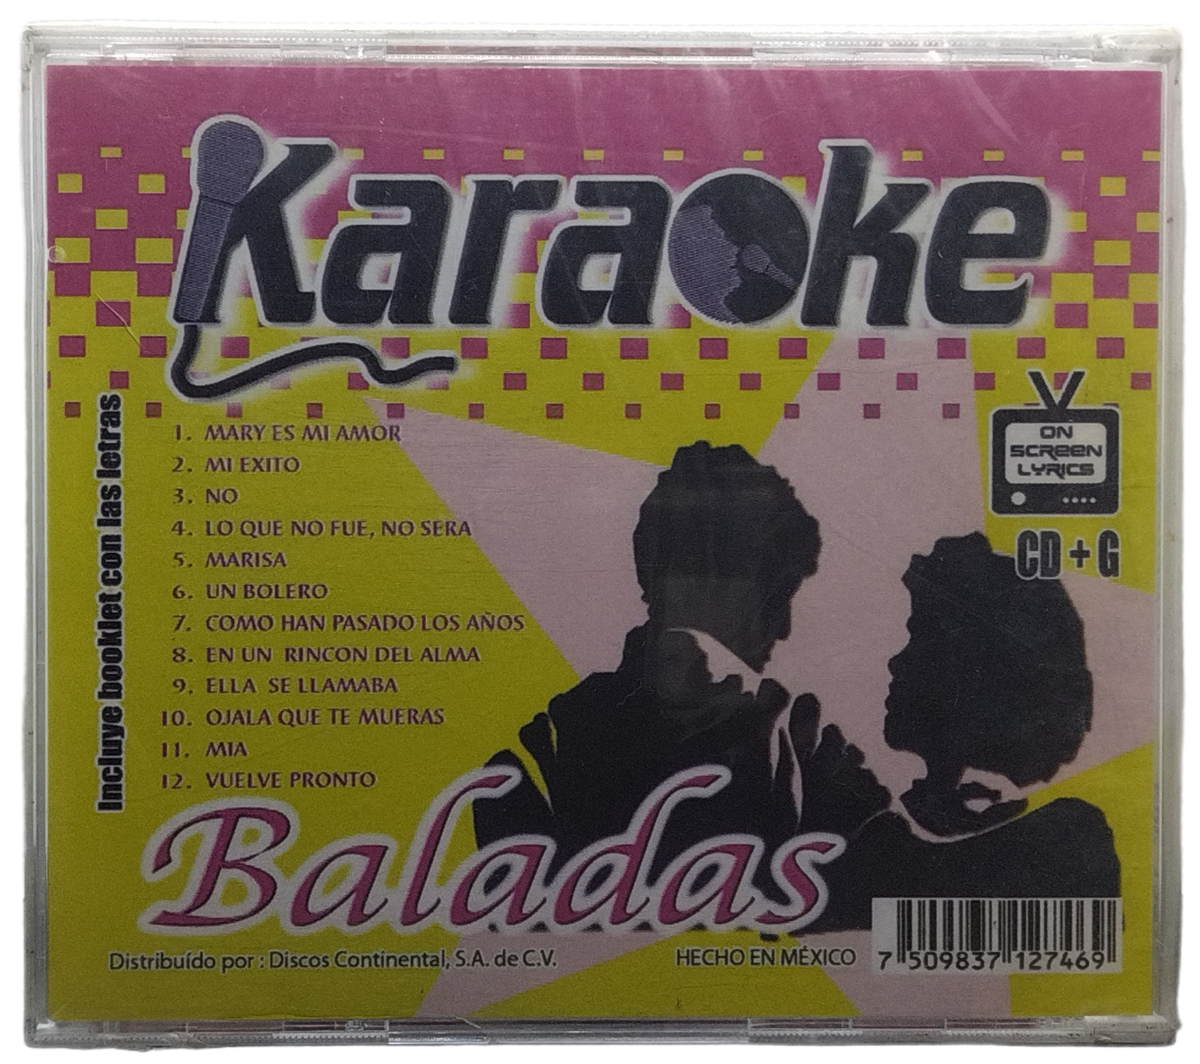 Karaoke
Incluye booklet con las letras
1. MARY ES MI AMOR
2. MI EXITO
3. NO
4. LO QUE NO FUE, NO SERA
5. MARISA
6. UN BOLERO
7. COMO HAN PASADO LOS AÑOS
8. EN UN RINCON DEL ALMA
9. ELLA SE LLAMABA
10. OJALA QUE TE MUERAS
11. MIA
12. VUELVE PRONTO
ON
SCREEN
LYRICS
CD + G
Baladas
Distribuído por : Discos Continental, S.A. de C.V.
HECHO EN MÉXICO
7 509837 127469